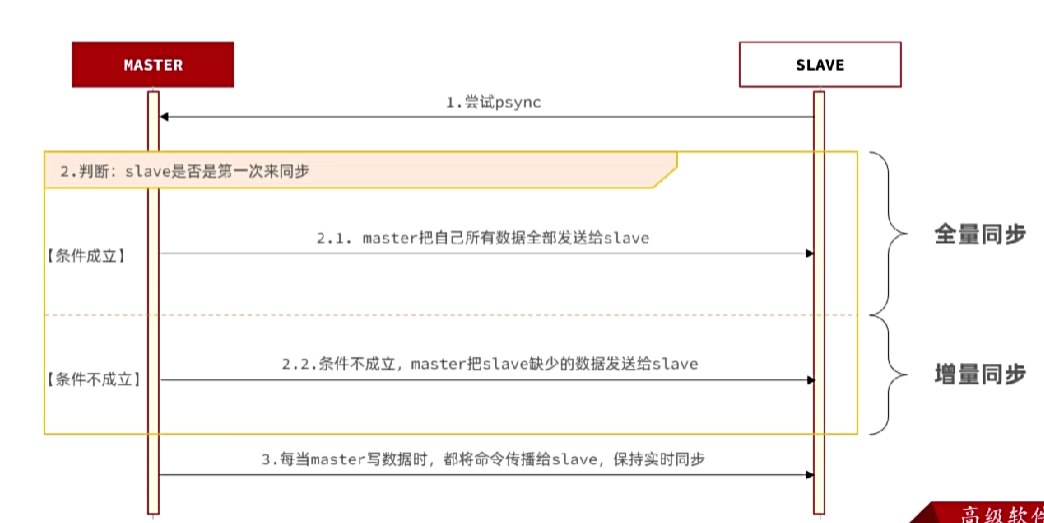 MASTER
SLAVE
1.尝试psync
2.判断：slave是否是第一次来同步
2.1. master把自己所有数据全部发送给slave
全量同步
【条件成立】
2.2.条件不成立，master把slave缺少的数据发送给slave
【条件不成立】
增量同步
3.每当master写数据时，都将命令传播给slave，保持实时同步
高级软件